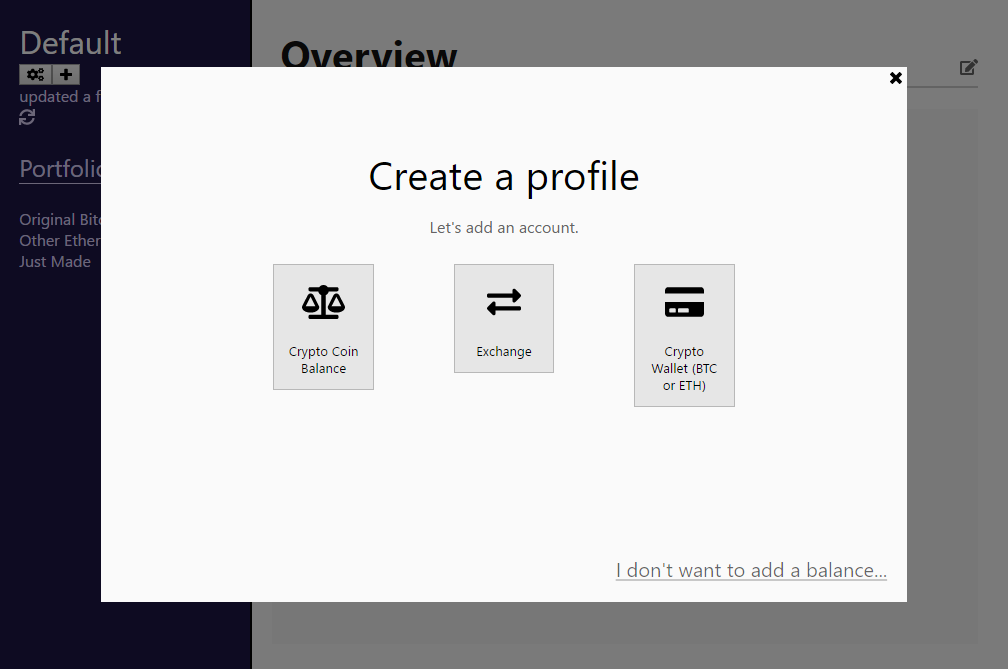 Default
Overview
updated a f
Create a profile
Portfolio
Let's add an account.
Original Bitc
Other Ether
Just Made
Crypto Coin
Balance
Exchange
Crypto
Wallet (BTC
or ETH)
I don't want to add a balance...